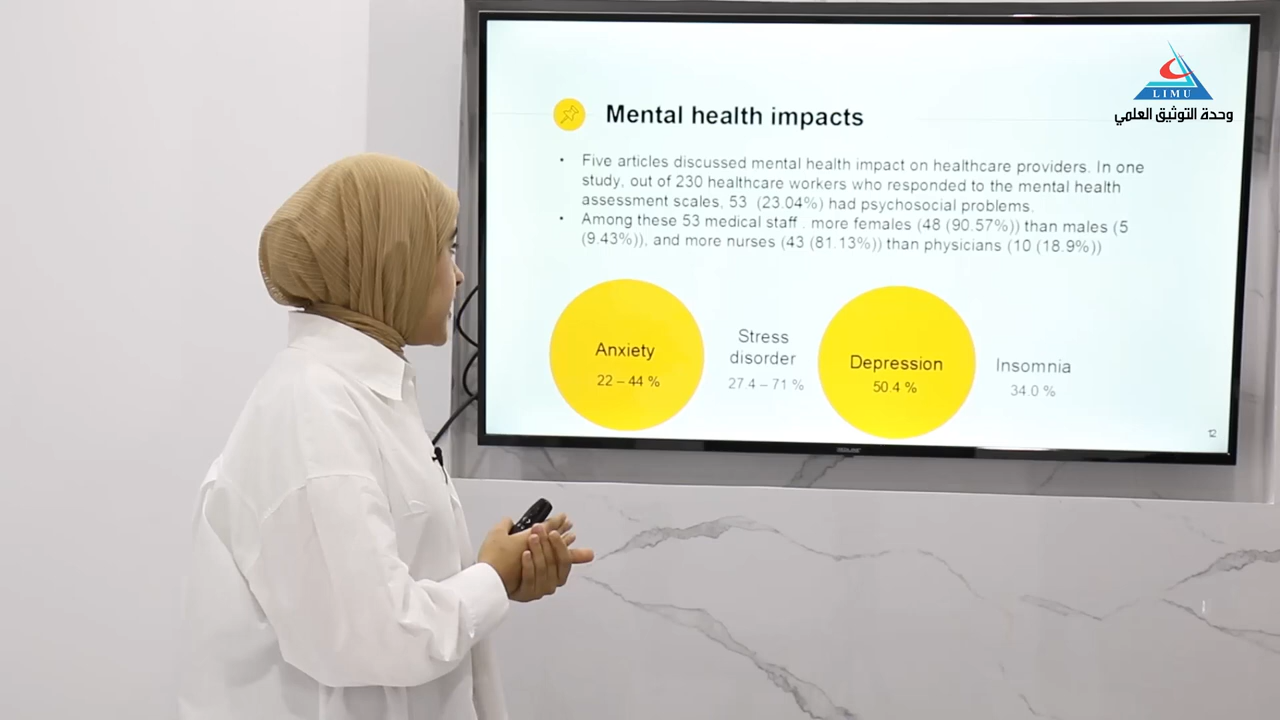 LIMU
وحدة التوثيق العلمي
Mental health impacts
• Five articles discussed mental health impact on healthcare providers. In one
study, out of 230 healthcare workers who responded to the mental health
assessment scales, 53 (23.04%) had psychosocial problems.
• Among these 53 medical staff . more females (48 (90.57%)) than males (5
(9.43%)), and more nurses (43 (81.13%)) than physicians (10 (18.9%))
Anxiety
22 – 44 %
Stress
disorder
27.4 – 71 %
Depression
50.4 %
Insomnia
34.0 %
12